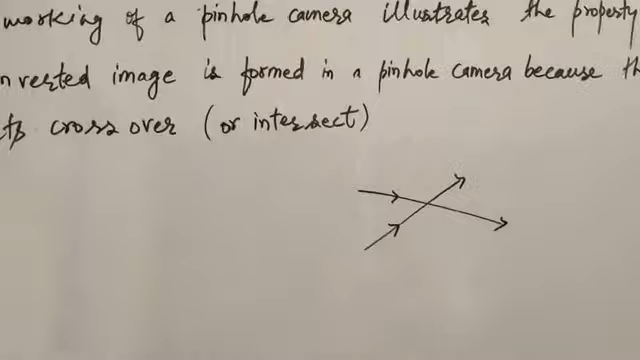 working of a pinhole camera illustrates the property
nverted image is formed in a pinhole camera because th
cross over (or intersect)